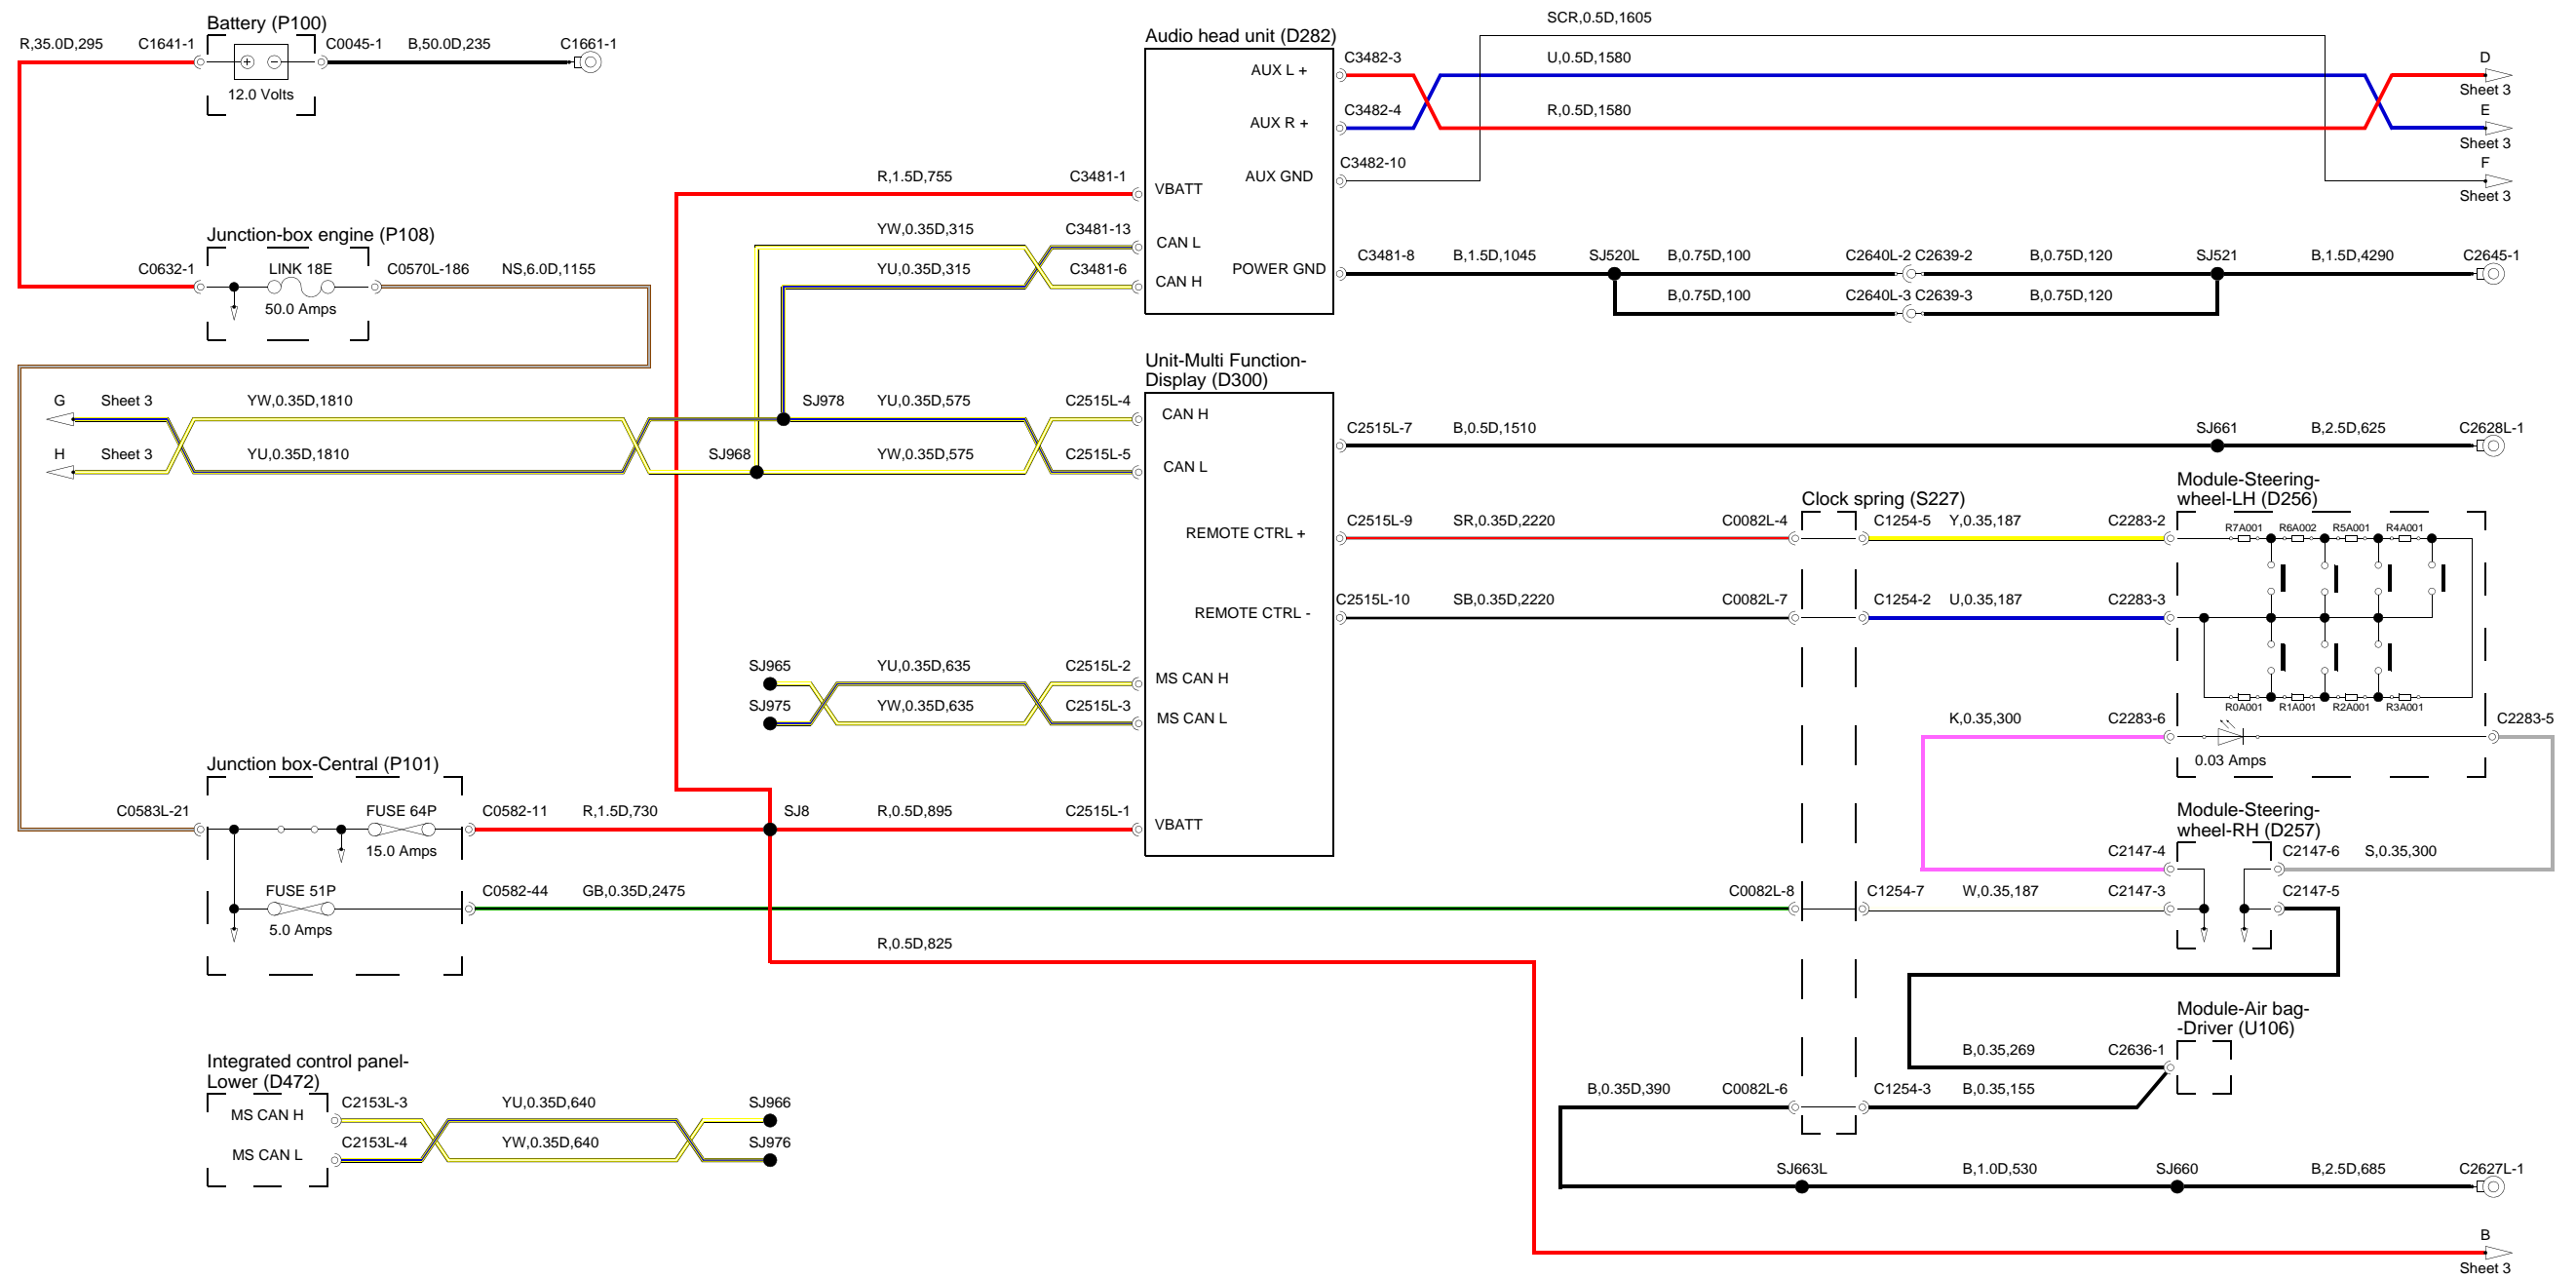 Battery (P100)
R,35.0D,295
C1641-1
C0045-1
B,50.0D,235
C1661-1
12.0 Volts
Junction-box engine (P108)
C0632-1
LINK 18E
C0570L-186
NS,6.0D,1155
50.0 Amps
G
Sheet 3
YW,0.35D,1810
H
Sheet 3
YU,0.35D,1810
SJ978
SJ968
R,1.5D,755
C3481-1
YW,0.35D,315
C3481-13
YU,0.35D,315
C3481-6
YU,0.35D,575
C2515L-4
YW,0.35D,575
C2515L-5
SJ965
YU,0.35D,635
C2515L-2
SJ975
YW,0.35D,635
C2515L-3
Audio head unit (D282)
AUX L +
AUX R +
AUX GND
VBATT
CAN L
CAN H
POWER GND
C3482-3
C3482-4
C3482-10
SCR,0.5D,1605
U,0.5D,1580
R,0.5D,1580
D
Sheet 3
E
Sheet 3
F
Sheet 3
C3481-8
B,1.5D,1045
SJ520L
B,0.75D,100
C2640L-2
C2639-2
B,0.75D,120
SJ521
B,1.5D,4290
C2645-1
B,0.75D,100
C2640L-3
C2639-3
B,0.75D,120
Unit-Multi Function-
Display (D300)
CAN H
CAN L
REMOTE CTRL +
REMOTE CTRL -
MS CAN H
MS CAN L
VBATT
C2515L-7
B,0.5D,1510
SJ661
B,2.5D,625
C2628L-1
Clock spring (S227)
C2515L-9
SR,0.35D,2220
C0082L-4
C1254-5
Y,0.35,187
C2283-2
C2515L-10
SB,0.35D,2220
C0082L-7
C1254-2
U,0.35,187
C2283-3
Module-Steering-
wheel-LH (D256)
R7A001
R6A002
R5A001
R4A001
R0A001
R1A001
R2A001
R3A001
K,0.35,300
C2283-6
C2283-5
0.03 Amps
Module-Steering-
wheel-RH (D257)
C2147-4
C2147-6
S,0.35,300
C2147-3
C2147-5
Junction box-Central (P101)
C0583L-21
FUSE 64P
C0582-11
R,1.5D,730
SJ8
R,0.5D,895
C2515L-1
15.0 Amps
FUSE 51P
C0582-44
GB,0.35D,2475
C0082L-8
C1254-7
W,0.35,187
5.0 Amps
R,0.5D,825
Module-Air bag-
-Driver (U106)
B,0.35,269
C2636-1
B,0.35D,390
C0082L-6
C1254-3
B,0.35,155
Integrated control panel-
Lower (D472)
MS CAN H
C2153L-3
YU,0.35D,640
SJ966
MS CAN L
C2153L-4
YW,0.35D,640
SJ976
SJ663L
B,1.0D,530
SJ660
B,2.5D,685
C2627L-1
B
Sheet 3